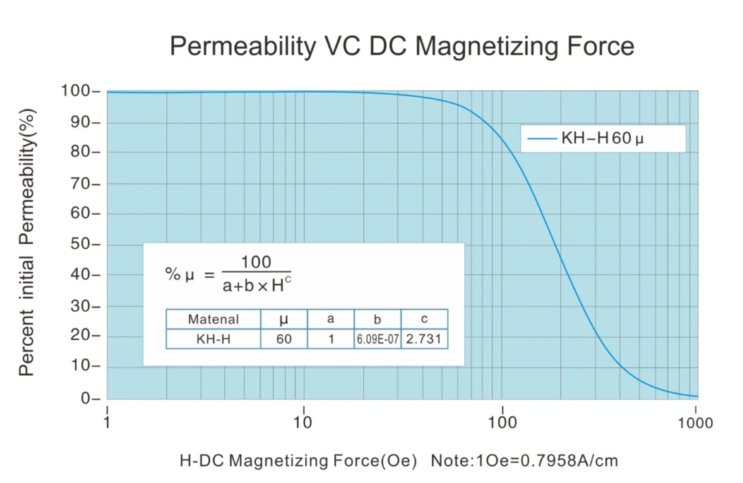 Permeability VC DC Magnetizing Force
Percent initial Permeability(%)
100
90
80
70
60
50
40
30
20
10
0
KH-H 60 μ
% μ = 100 / a+b×H^c
Matenal μ a b c
KH-H 60 1 6.09E-07 2.731
1 10 100 1000
H-DC Magnetizing Force(Oe) Note:1Oe=0.7958A/cm